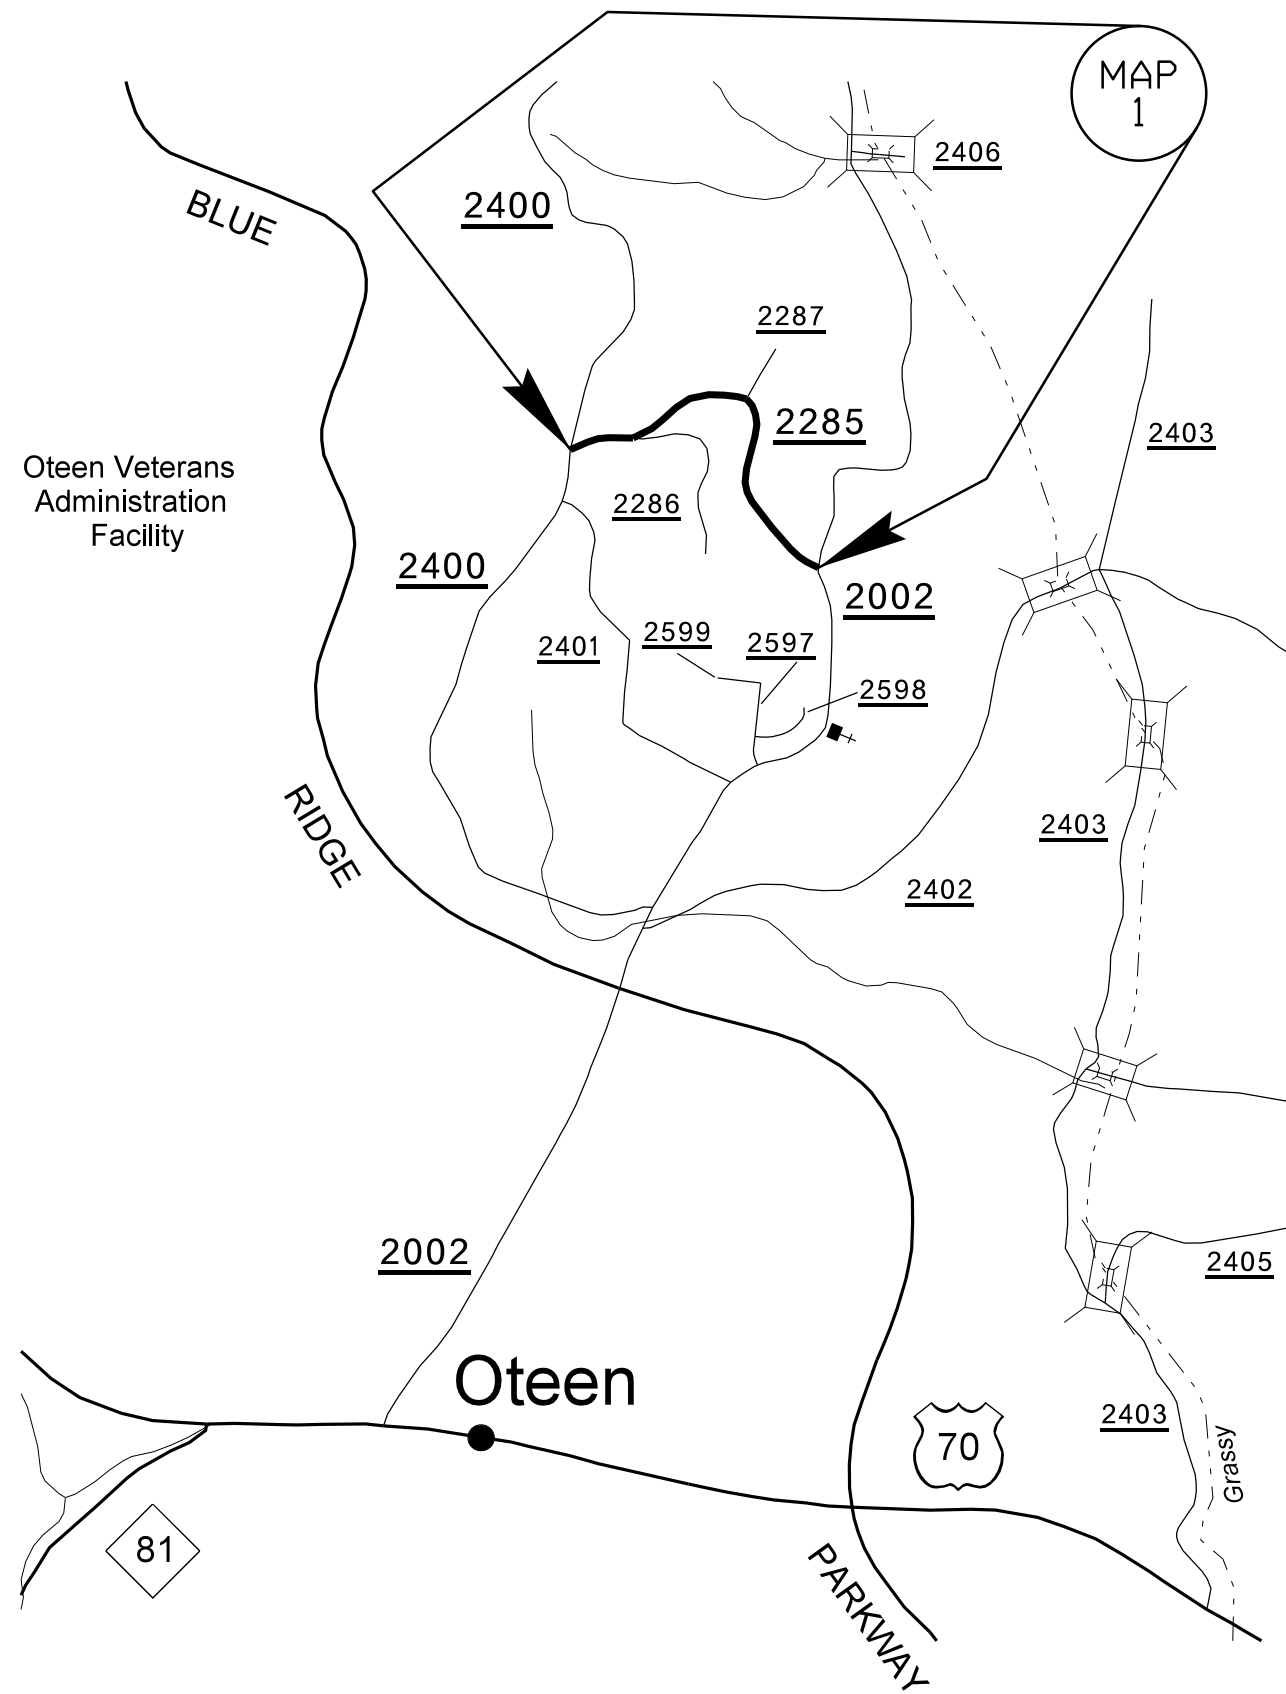 MAP
1
2406
2400
BLUE
2287
2285
2403
Oteen Veterans
Administration
Facility
2286
2400
2002
2599
2597
2401
2598
RIDGE
2403
2402
2002
2405
Oteen
2403
70
Grassy
81
PARKWAY